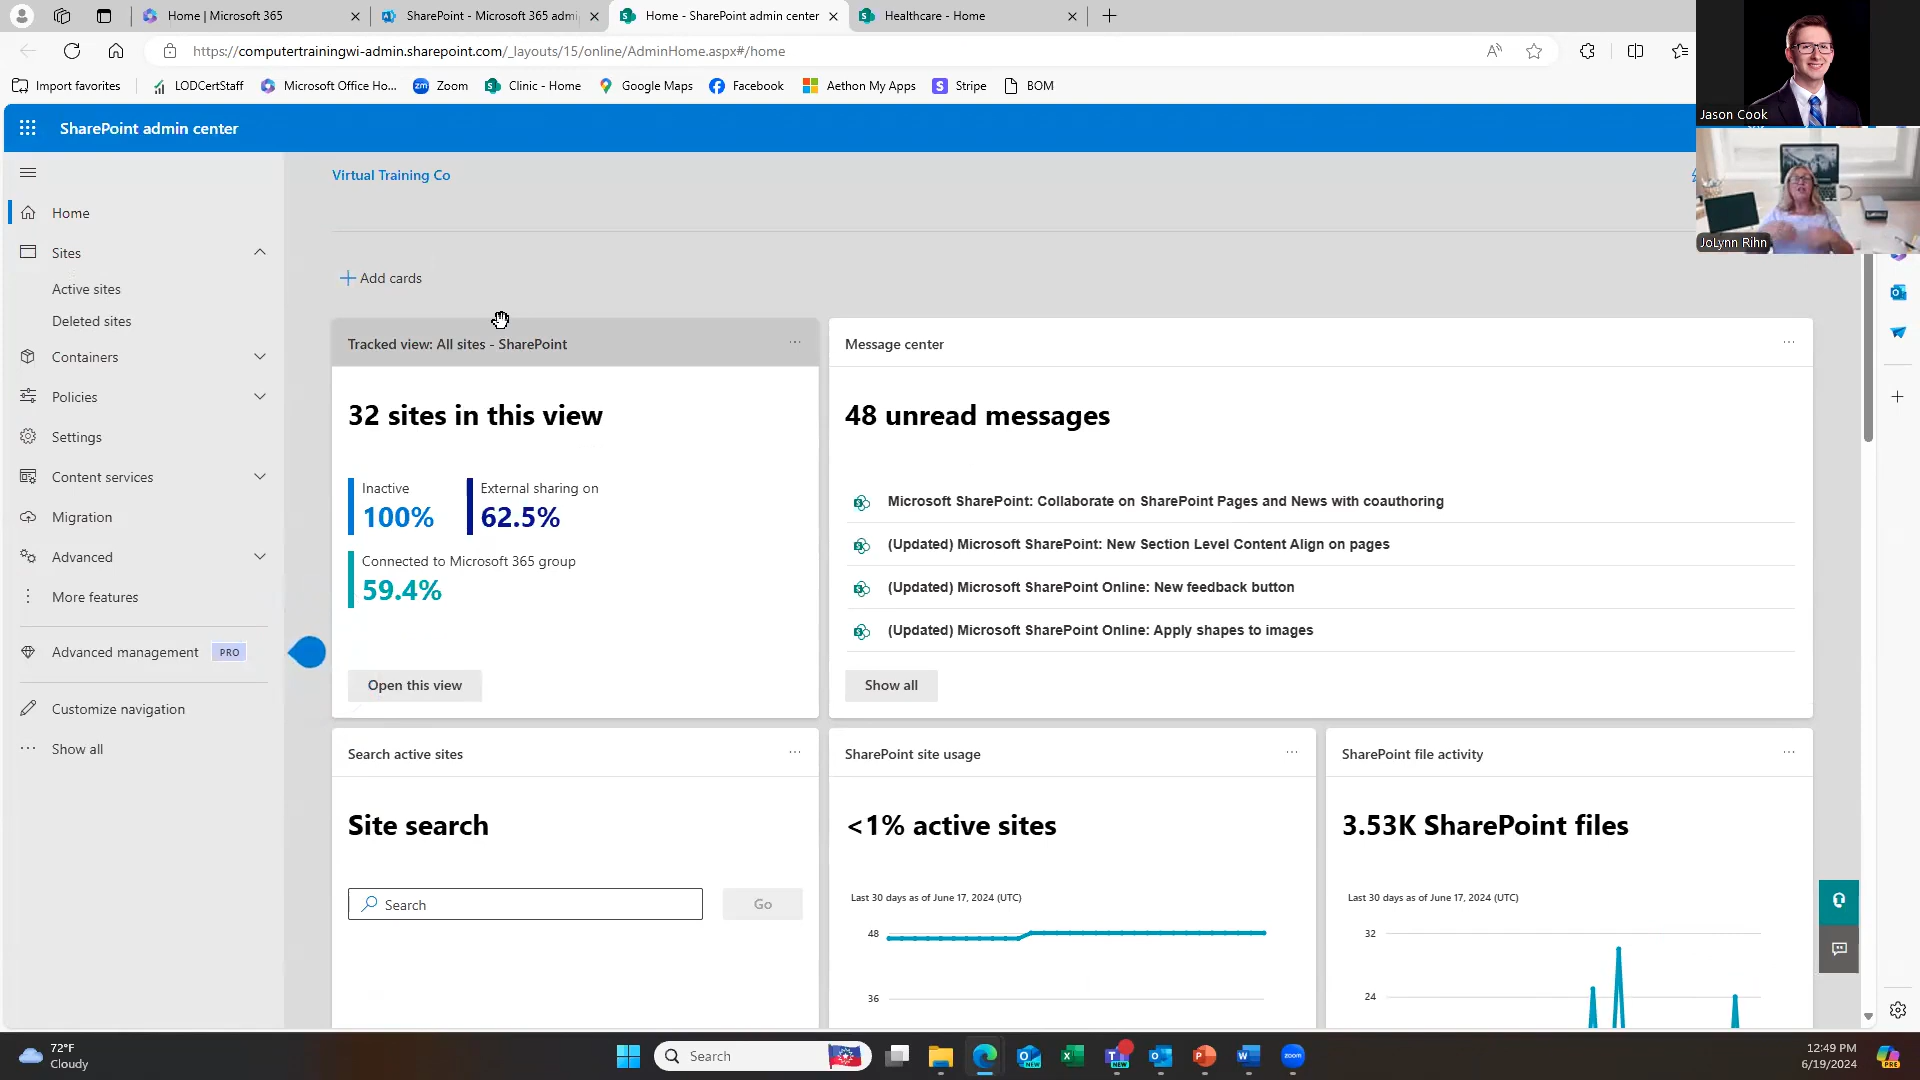 Home | Microsoft 365
SharePoint - Microsoft 365 admi
Home - SharePoint admin center
Healthcare - Home
https://computertrainingwi-admin.sharepoint.com/_layouts/15/online/AdminHome.aspx#/home
Import favorites
LODCertStaff
Microsoft Office Ho...
Zoom
Clinic - Home
Google Maps
Facebook
Aethon My Apps
Stripe
BOM
Jason Cook
JoLynn Rihn
SharePoint admin center
Virtual Training Co
Home
Sites
Active sites
Deleted sites
Containers
Policies
Settings
Content services
Migration
Advanced
More features
Advanced management PRO
Customize navigation
Show all
Add cards
Tracked view: All sites - SharePoint
32 sites in this view
Inactive
100%
External sharing on
62.5%
Connected to Microsoft 365 group
59.4%
Open this view
Message center
48 unread messages
Microsoft SharePoint: Collaborate on SharePoint Pages and News with coauthoring
(Updated) Microsoft SharePoint: New Section Level Content Align on pages
(Updated) Microsoft SharePoint Online: New feedback button
(Updated) Microsoft SharePoint Online: Apply shapes to images
Show all
Search active sites
Site search
Search
Go
SharePoint site usage
<1% active sites
Last 30 days as of June 17, 2024 (UTC)
48
36
SharePoint file activity
3.53K SharePoint files
Last 30 days as of June 17, 2024 (UTC)
32
24
72°F
Cloudy
Search
12:49 PM
6/19/2024